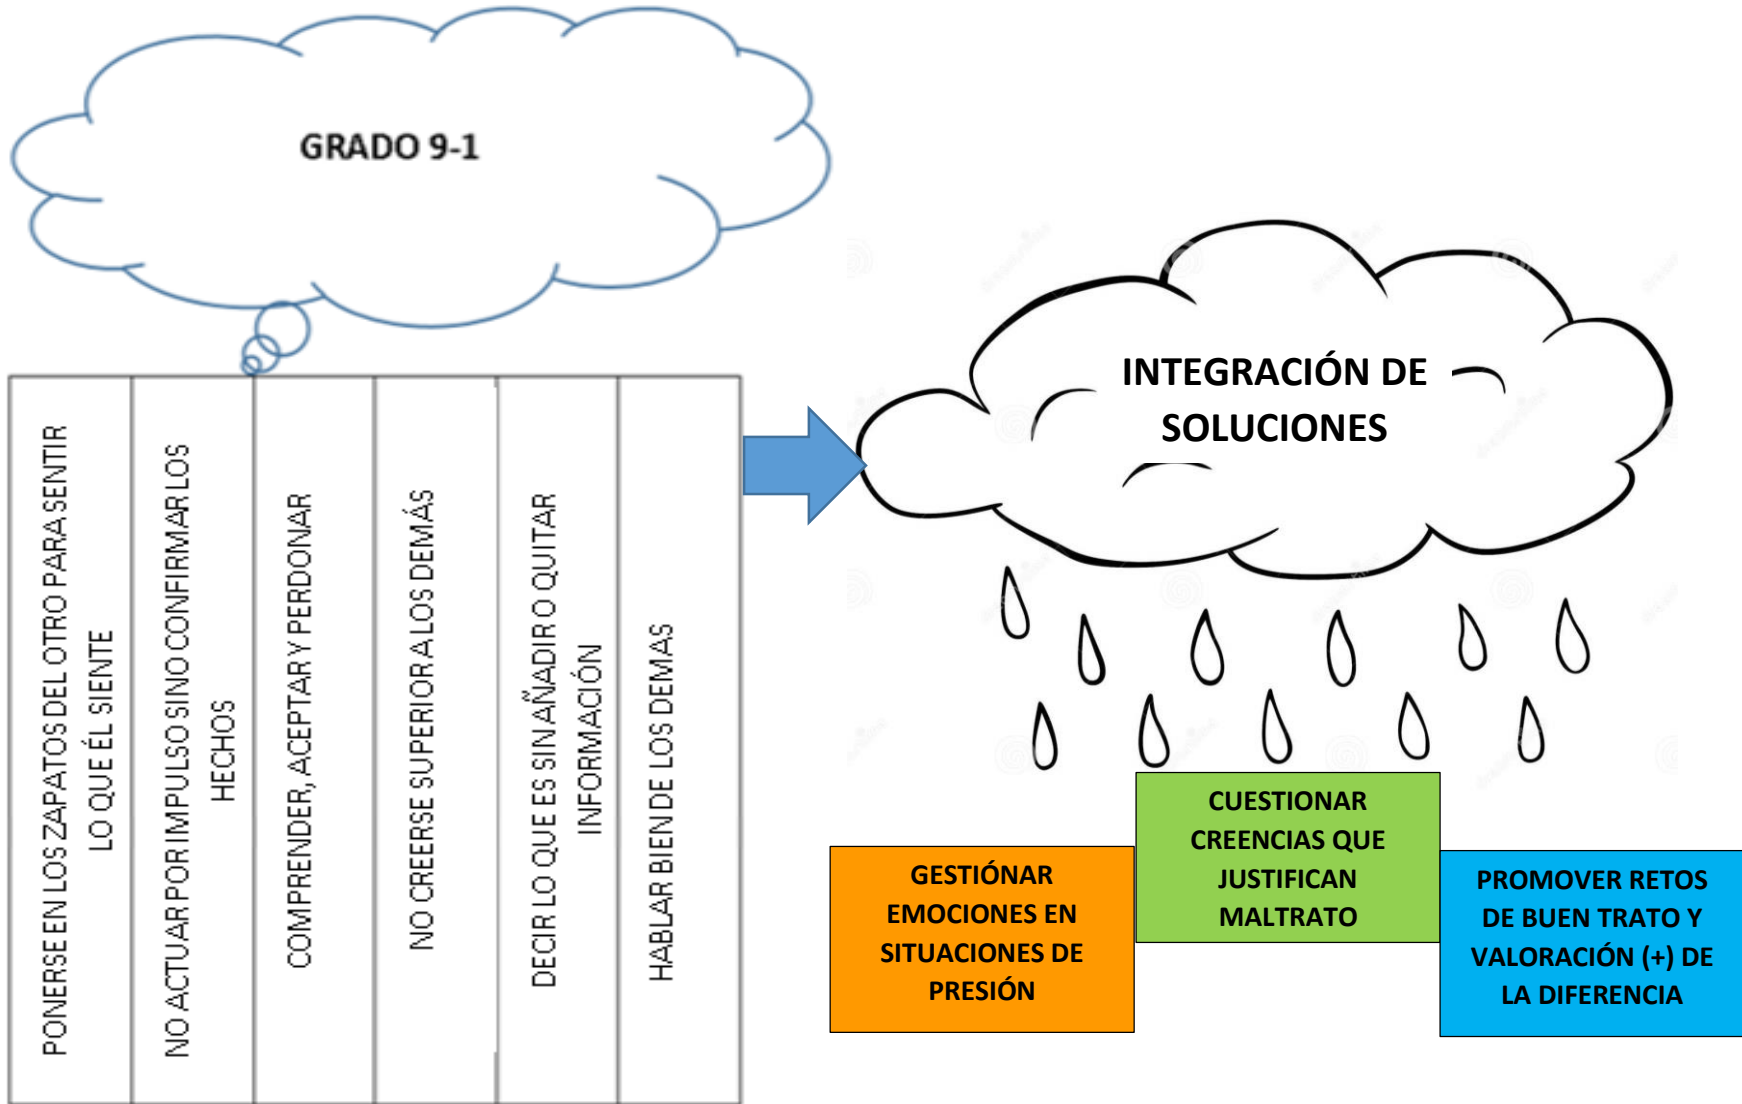 GRADO 9-1
PONERSE EN LOS ZAPATOS DEL OTRO PARA SENTIR
LO QUE ÉL SIENTE
NO ACTUAR POR IMPULSO SINO CONFIRMAR LOS
HECHOS
COMPRENDER, ACEPTAR Y PERDONAR
NO CREERSE SUPERIOR A LOS DEMÁS
DECIR LO QUE ES SIN AÑADIR O QUITAR
INFORMACIÓN
HABLAR BIEN DE LOS DEMAS
INTEGRACIÓN DE
SOLUCIONES
GESTIÓNAR
EMOCIONES EN
SITUACIONES DE
PRESIÓN
CUESTIONAR
CREENCIAS QUE
JUSTIFICAN
MALTRATO
PROMOVER RETOS
DE BUEN TRATO Y
VALORACIÓN (+) DE
LA DIFERENCIA